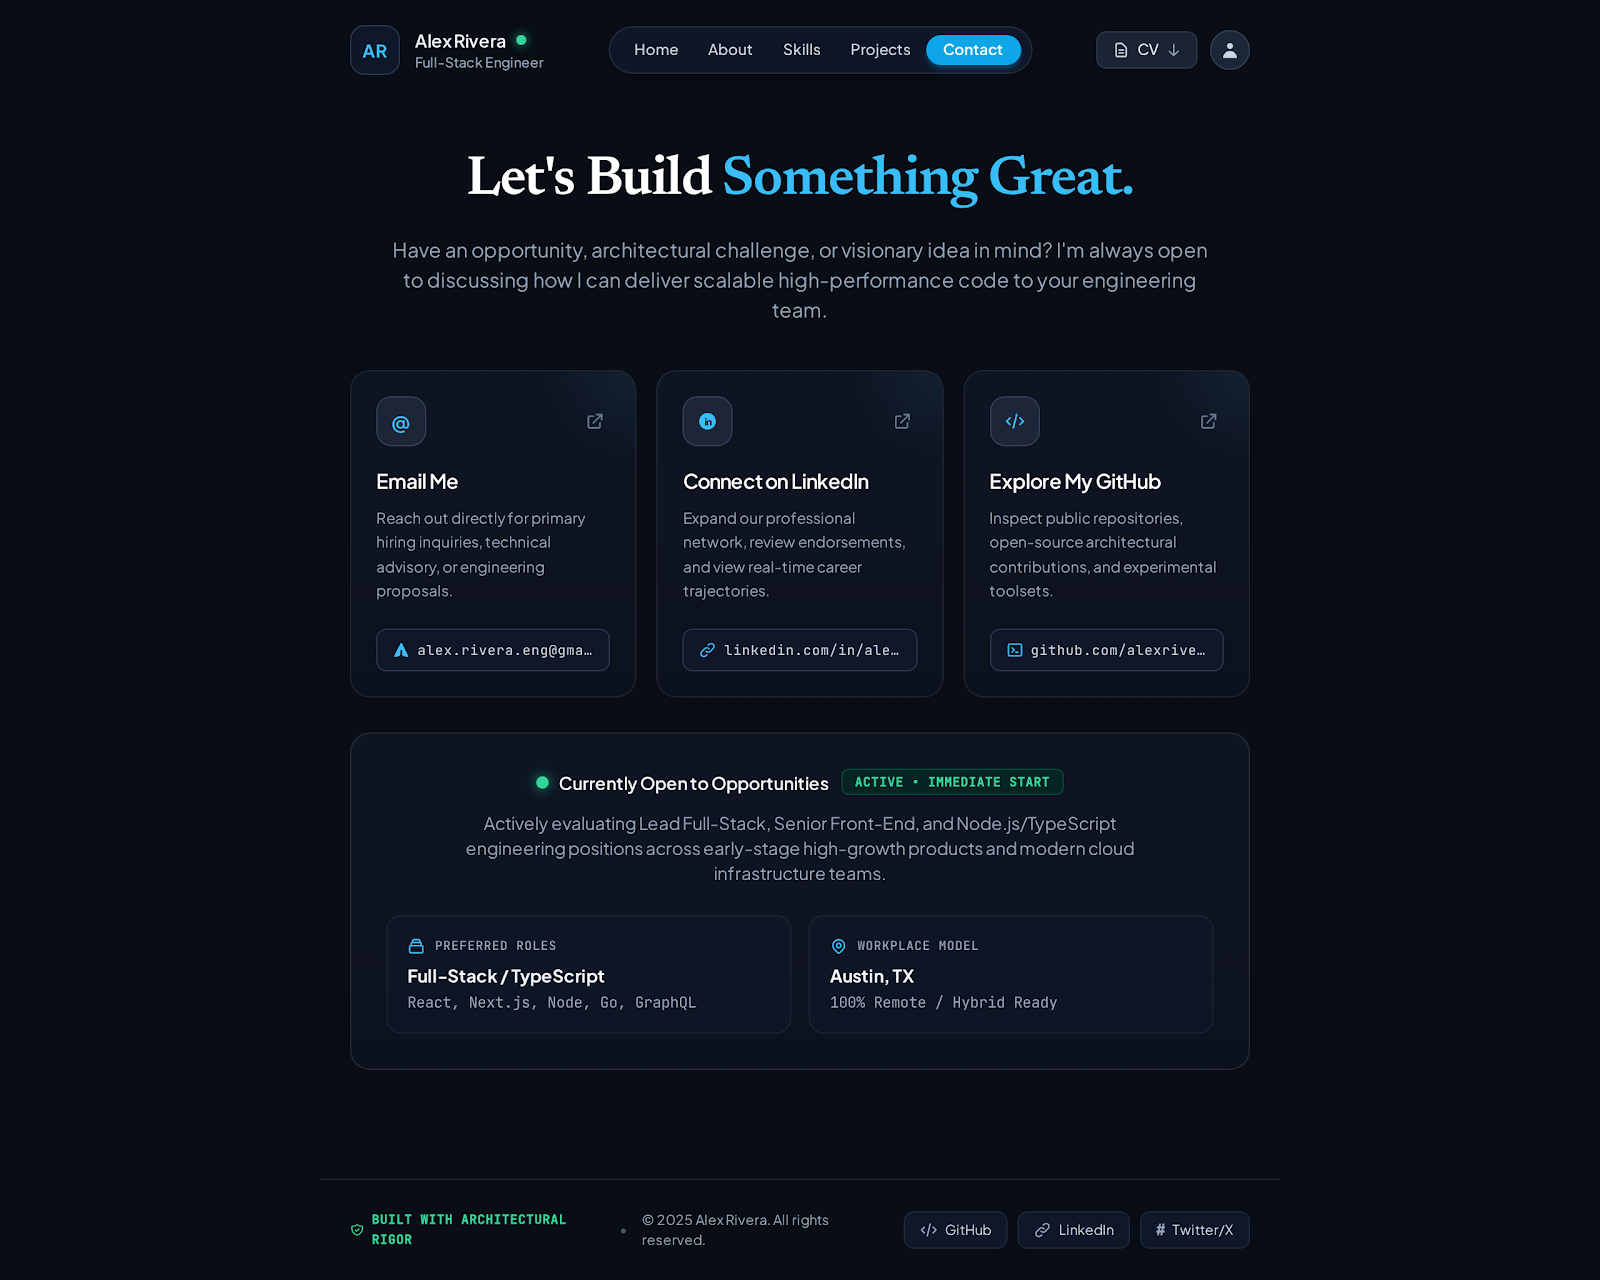 AR
Alex Rivera
Full-Stack Engineer
Home
About
Skills
Projects
Contact
CV
Let's Build Something Great.
Have an opportunity, architectural challenge, or visionary idea in mind? I'm always open
to discussing how I can deliver scalable high-performance code to your engineering
team.
@
Email Me
Reach out directly for primary
hiring inquiries, technical
advisory, or engineering
proposals.
alex.rivera.eng@gma…
in
Connect on LinkedIn
Expand our professional
network, review endorsements,
and view real-time career
trajectories.
linkedin.com/in/ale…
</>
Explore My GitHub
Inspect public repositories,
open-source architectural
contributions, and experimental
toolsets.
github.com/alexrive…
Currently Open to Opportunities
ACTIVE • IMMEDIATE START
Actively evaluating Lead Full-Stack, Senior Front-End, and Node.js/TypeScript
engineering positions across early-stage high-growth products and modern cloud
infrastructure teams.
PREFERRED ROLES
Full-Stack / TypeScript
React, Next.js, Node, Go, GraphQL
WORKPLACE MODEL
Austin, TX
100% Remote / Hybrid Ready
BUILT WITH ARCHITECTURAL
RIGOR
•
© 2025 Alex Rivera. All rights
reserved.
</> GitHub
LinkedIn
# Twitter/X